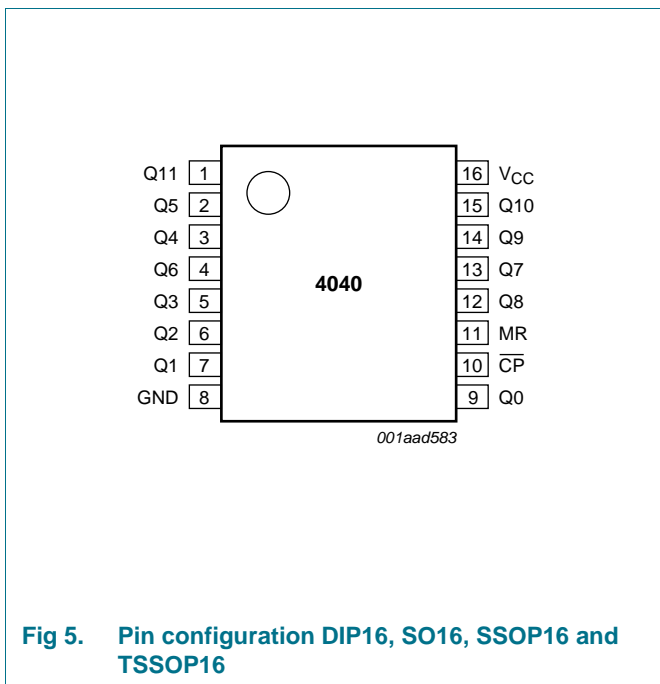 Q11 1 16 VCC
Q5 2 15 Q10
Q4 3 14 Q9
Q6 4 13 Q7
4040
Q3 5 12 Q8
Q2 6 11 MR
Q1 7 10 C̅P̅
GND 8 9 Q0
001aad583
Fig 5. Pin configuration DIP16, SO16, SSOP16 and
TSSOP16